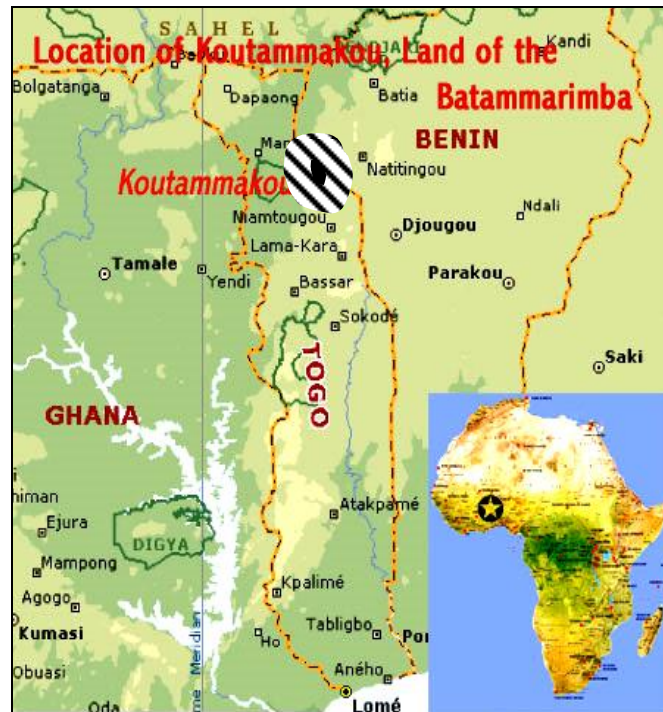 SAHEL
Location of Koutammakou, Land of the
Batammarimba
Kandi
Bolgatanga
Dapaong
Batia
BENIN
Natitingou
Koutammakou
Niamtougou
Ndali
Djougou
Lama-Kara
Tamale
Yendi
Bassar
Parakou
Sokodé
TOGO
Saki
GHANA
Atakpamé
Ejura
DIGYA
Mampong
Kpalimé
Agogo
Kumasi
Ho
Tabligbo
Meridian
Obuasi
Aného
Oda
Lomé